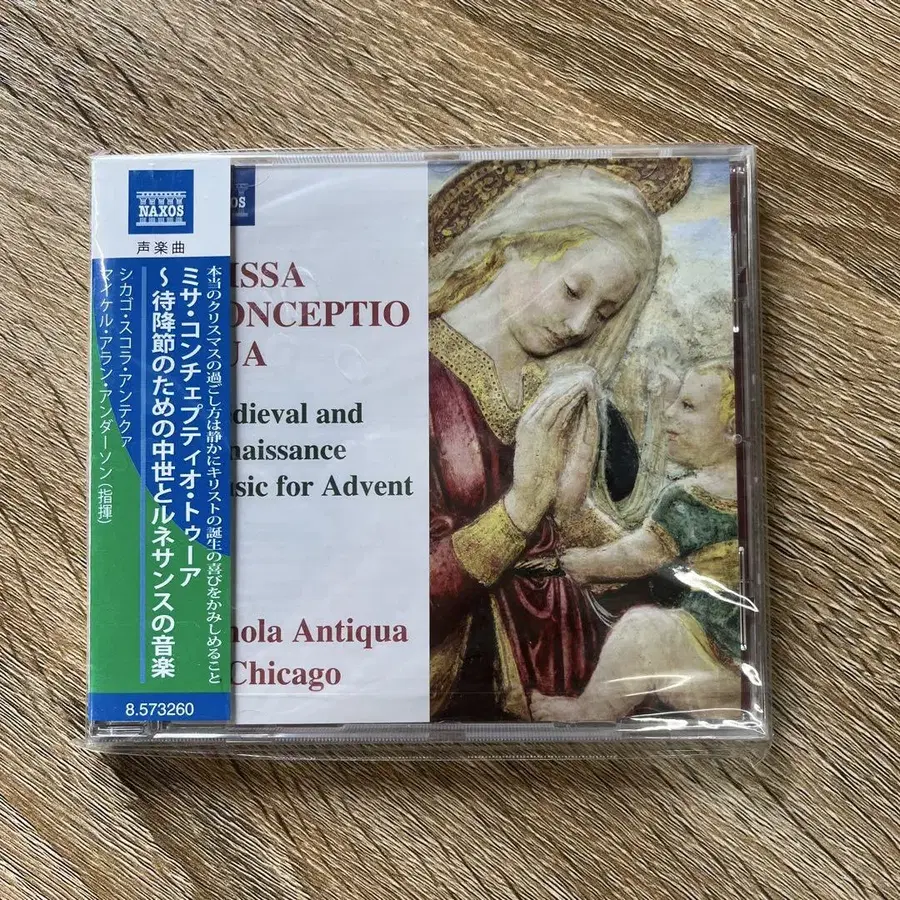 NAXOS
声楽曲
本当のクリスマスの過ごし方は静かにキリストの誕生の喜びをかみしめること
ミサ・コンチェプティオ・トゥーア
～待降節のための中世とルネサンスの音楽
シカゴ・スコラ・アンテクア
マイケル・アラン・アンダーソン(指揮)
8.573260
OS
ISSA
ONCEPTIO
UA
dieval and
naissance
usic for Advent
hola Antiqua
Chicago